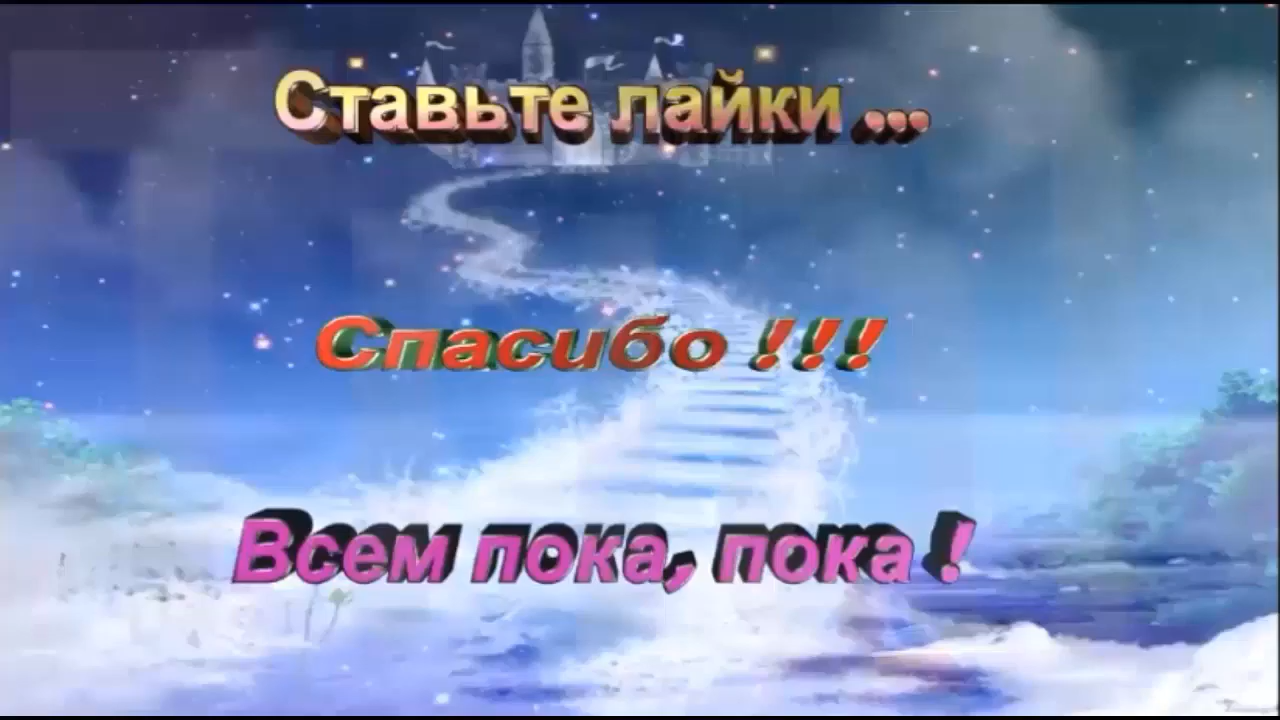 Ставьте лайки ...
Спасибо !!!
Всем пока, пока !